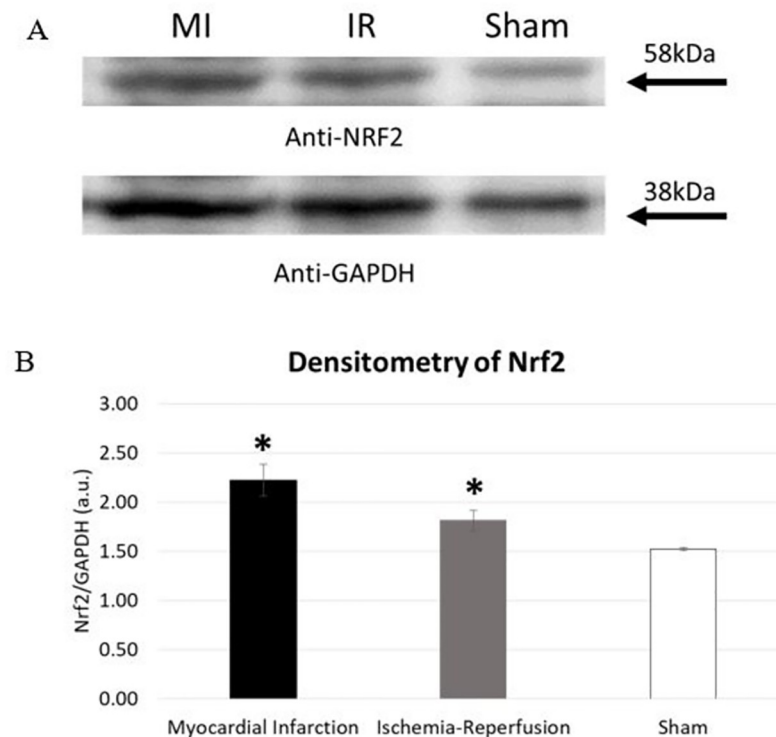 A
MI IR Sham
58kDa
Anti-NRF2
38kDa
Anti-GAPDH
B
Densitometry of Nrf2
Nrf2/GAPDH (a.u.)
3.00
2.50
2.00
1.50
1.00
0.50
0.00
* *
Myocardial Infarction Ischemia-Reperfusion Sham